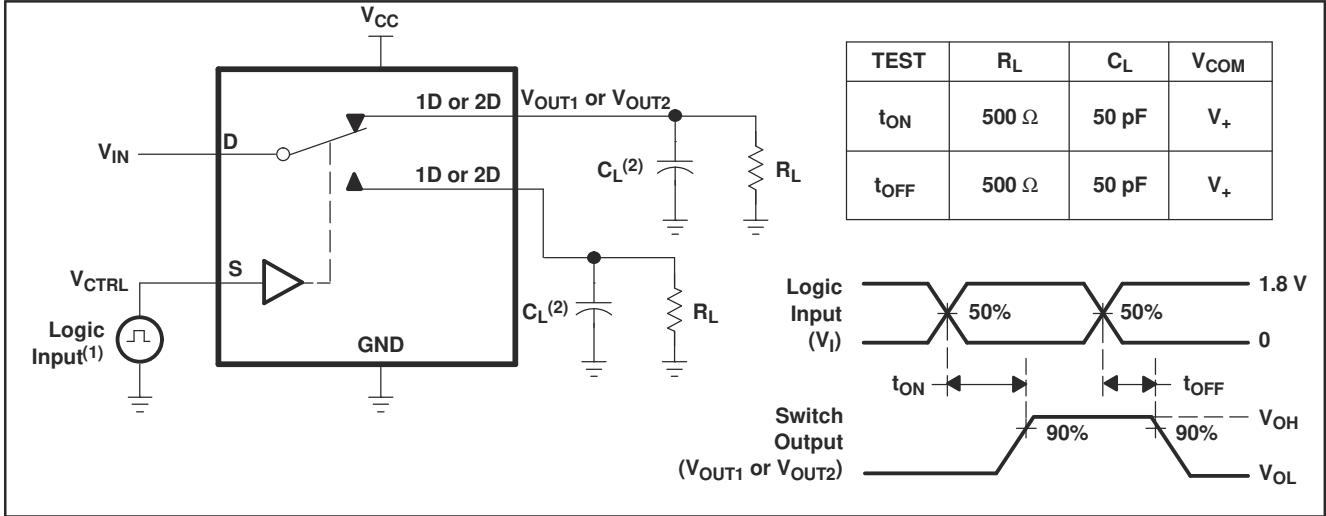 VCC
1D or 2D
VOUT1 or VOUT2
D
VIN
CL(2)
RL
1D or 2D
S
VCTRL
CL(2)
RL
Logic
Input(1)
GND
TEST RL CL VCOM
tON 500 Ω 50 pF V+
tOFF 500 Ω 50 pF V+
Logic
Input
(VI)
50%
50%
1.8 V
0
tON
tOFF
Switch
Output
(VOUT1 or VOUT2)
90%
90%
VOH
VOL